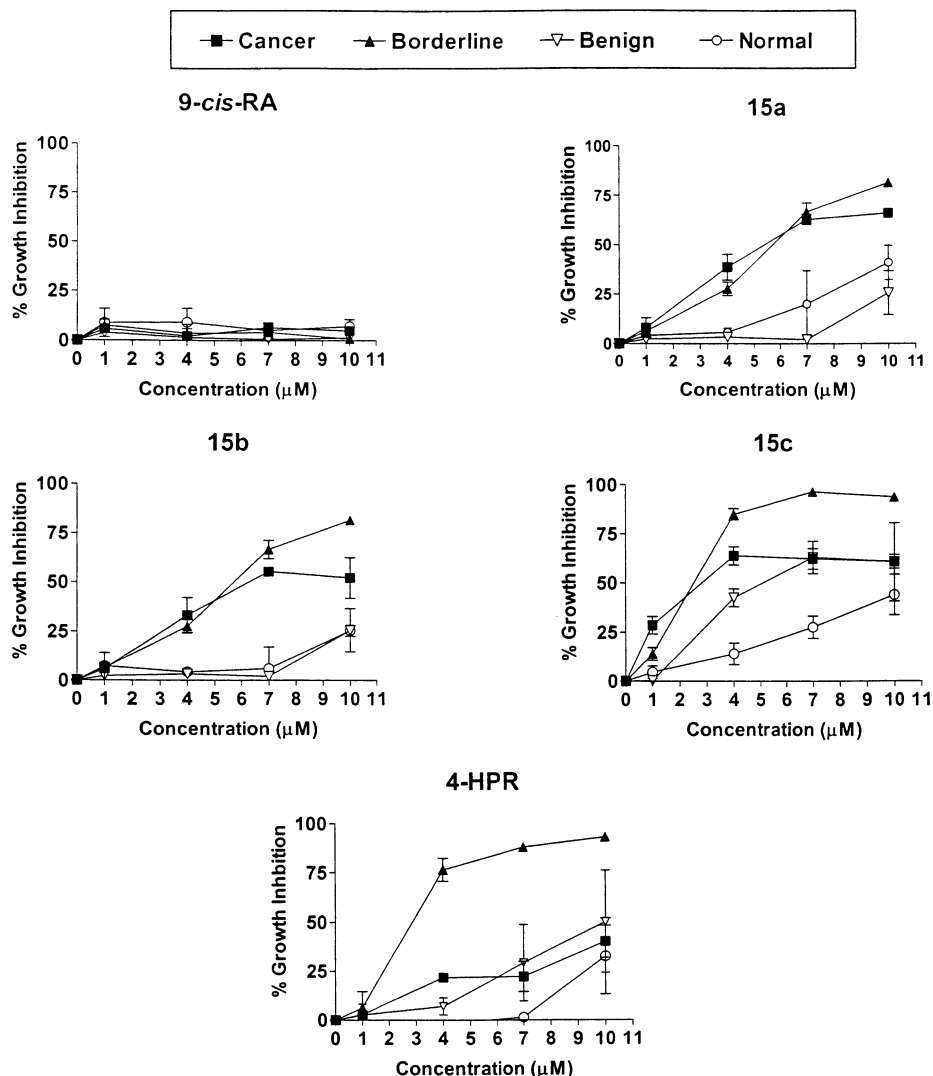 Cancer Borderline Benign Normal
9-cis-RA
100
75
50
25
0
% Growth Inhibition
0 1 2 3 4 5 6 7 8 9 10 11
Concentration (μM)
15a
100
75
50
25
0
% Growth Inhibition
0 1 2 3 4 5 6 7 8 9 10 11
Concentration (μM)
15b
100
75
50
25
0
% Growth Inhibition
0 1 2 3 4 5 6 7 8 9 10 11
Concentration (μM)
15c
100
75
50
25
0
% Growth Inhibition
0 1 2 3 4 5 6 7 8 9 10 11
Concentration (μM)
4-HPR
100
75
50
25
0
% Growth Inhbition
0 1 2 3 4 5 6 7 8 9 10 11
Concentration (μM)